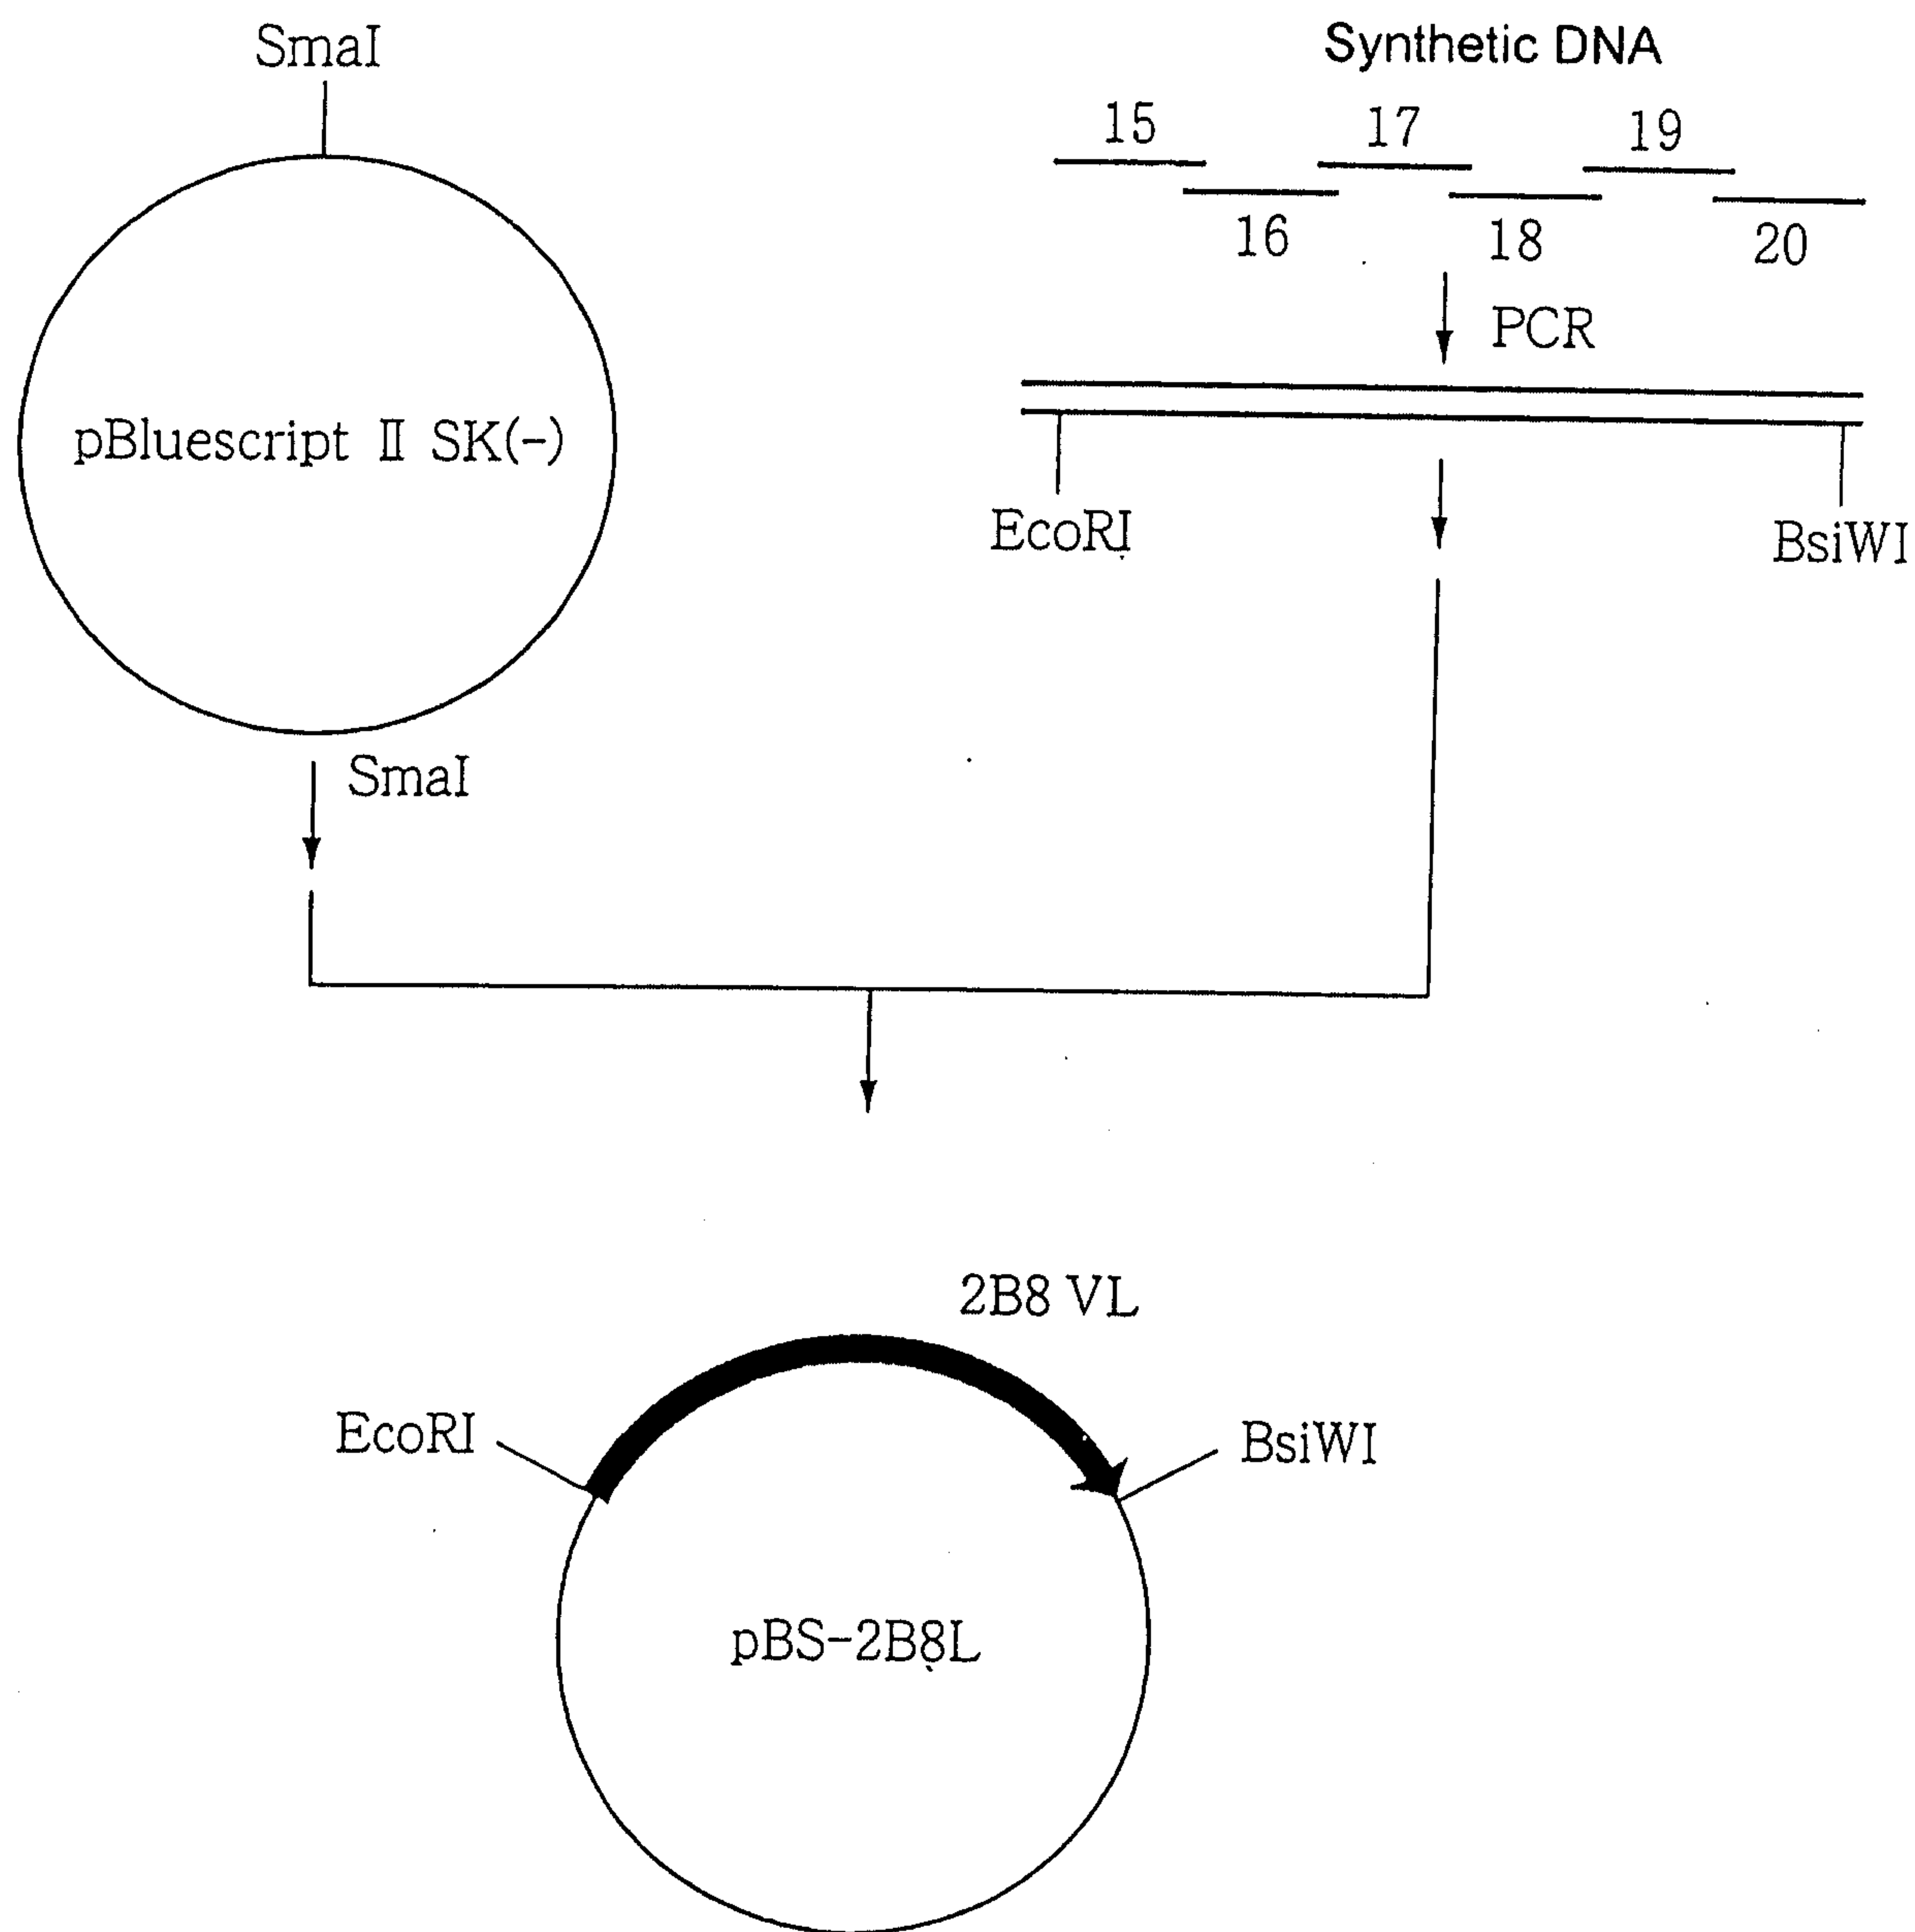 SmaI
Synthetic DNA
15
17
19
16
18
20
PCR
pBluescript II SK(-)
EcoRI
BsiWI
SmaI
2B8 VL
EcoRI
BsiWI
pBS-2B8L